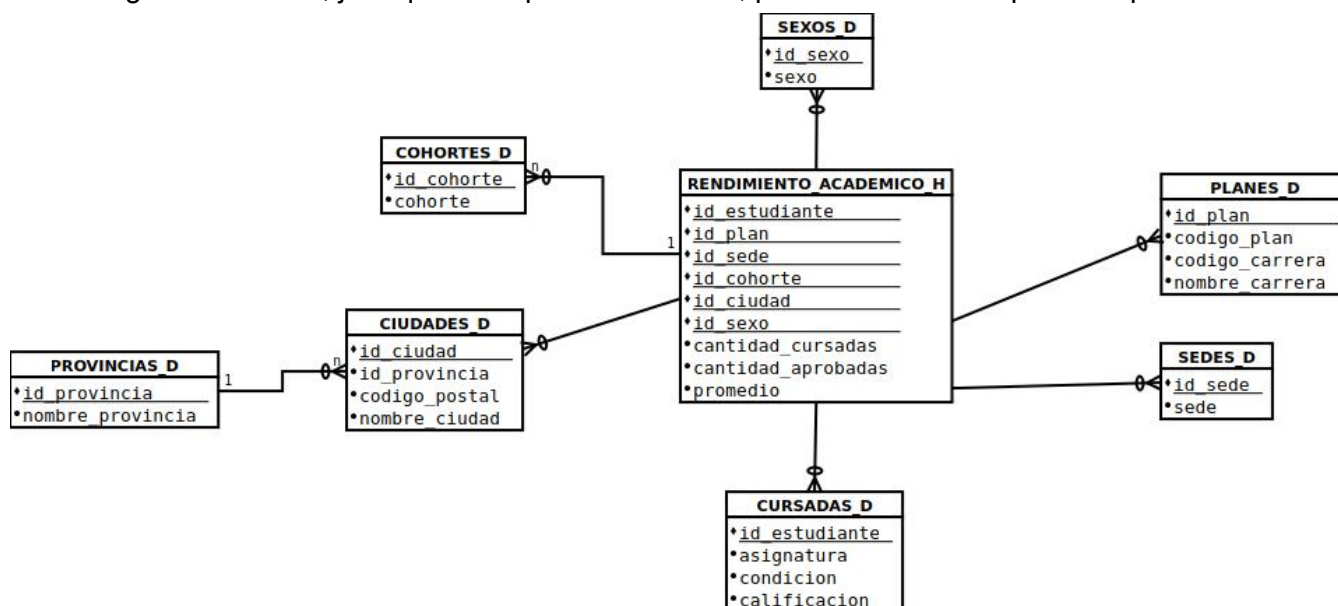 SEXOS_D
id_sexo
sexo
COHORTES_D
id_cohorte
cohorte
n
1
RENDIMIENTO_ACADEMICO_H
id_estudiante
id_plan
id_sede
id_cohorte
id_ciudad
id_sexo
cantidad_cursadas
cantidad_aprobadas
promedio
PLANES_D
id_plan
codigo_plan
codigo_carrera
nombre_carrera
CIUDADES_D
id_ciudad
id_provincia
codigo_postal
nombre_ciudad
PROVINCIAS_D
id_provincia
nombre_provincia
1
n
SEDES_D
id_sede
sede
CURSADAS_D
id_estudiante
asignatura
condicion
calificacion